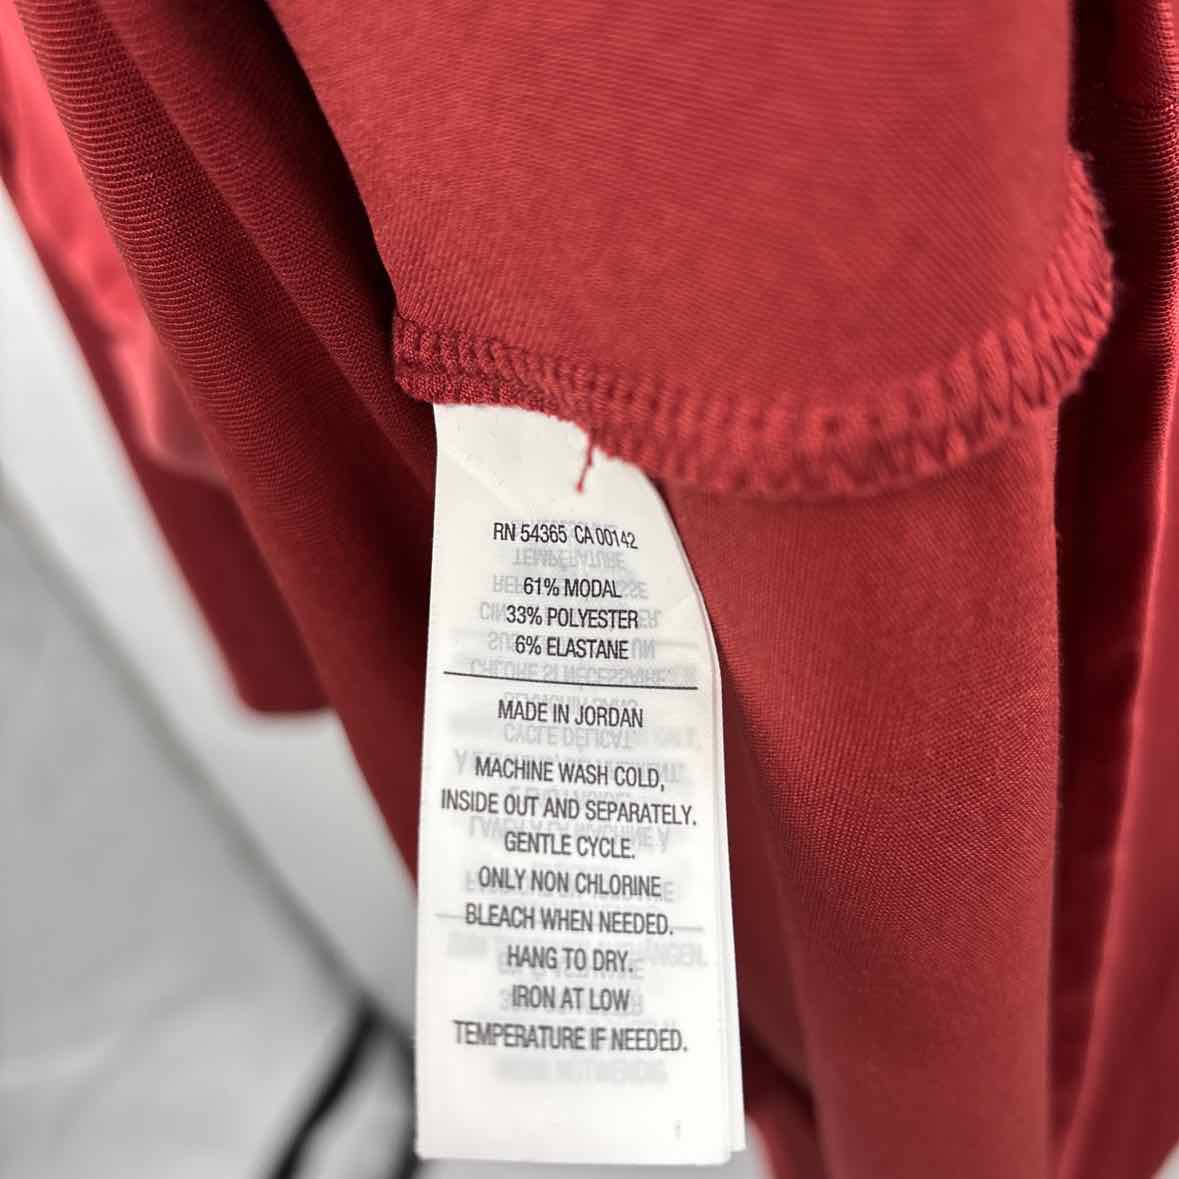 RN 54365 CA 00142
61% MODAL
33% POLYESTER
6% ELASTANE
MADE IN JORDAN
MACHINE WASH COLD,
INSIDE OUT AND SEPARATELY.
GENTLE CYCLE.
ONLY NON CHLORINE
BLEACH WHEN NEEDED.
HANG TO DRY.
IRON AT LOW
TEMPERATURE IF NEEDED.